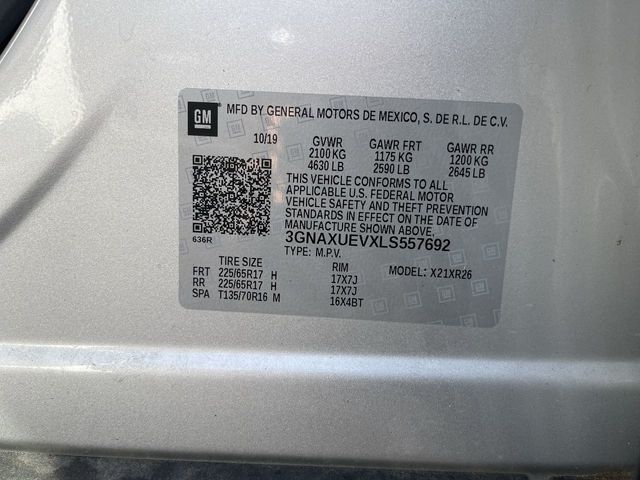 GM
MFD BY GENERAL MOTORS DE MEXICO, S. DE R.L. DE C.V.
10/19 GVWR GAWR FRT GAWR RR
2100 KG 1175 KG 1200 KG
4630 LB 2590 LB 2645 LB
THIS VEHICLE CONFORMS TO ALL
APPLICABLE U.S. FEDERAL MOTOR
VEHICLE SAFETY AND THEFT PREVENTION
STANDARDS IN EFFECT ON THE DATE OF
MANUFACTURE SHOWN ABOVE.
636R
3GNAXUEVXLS557692
TYPE: M.P.V.
TIRE SIZE RIM MODEL: X21XR26
FRT 225/65R17 H 17X7J
RR 225/65R17 H 17X7J
SPA T135/70R16 M 16X4BT